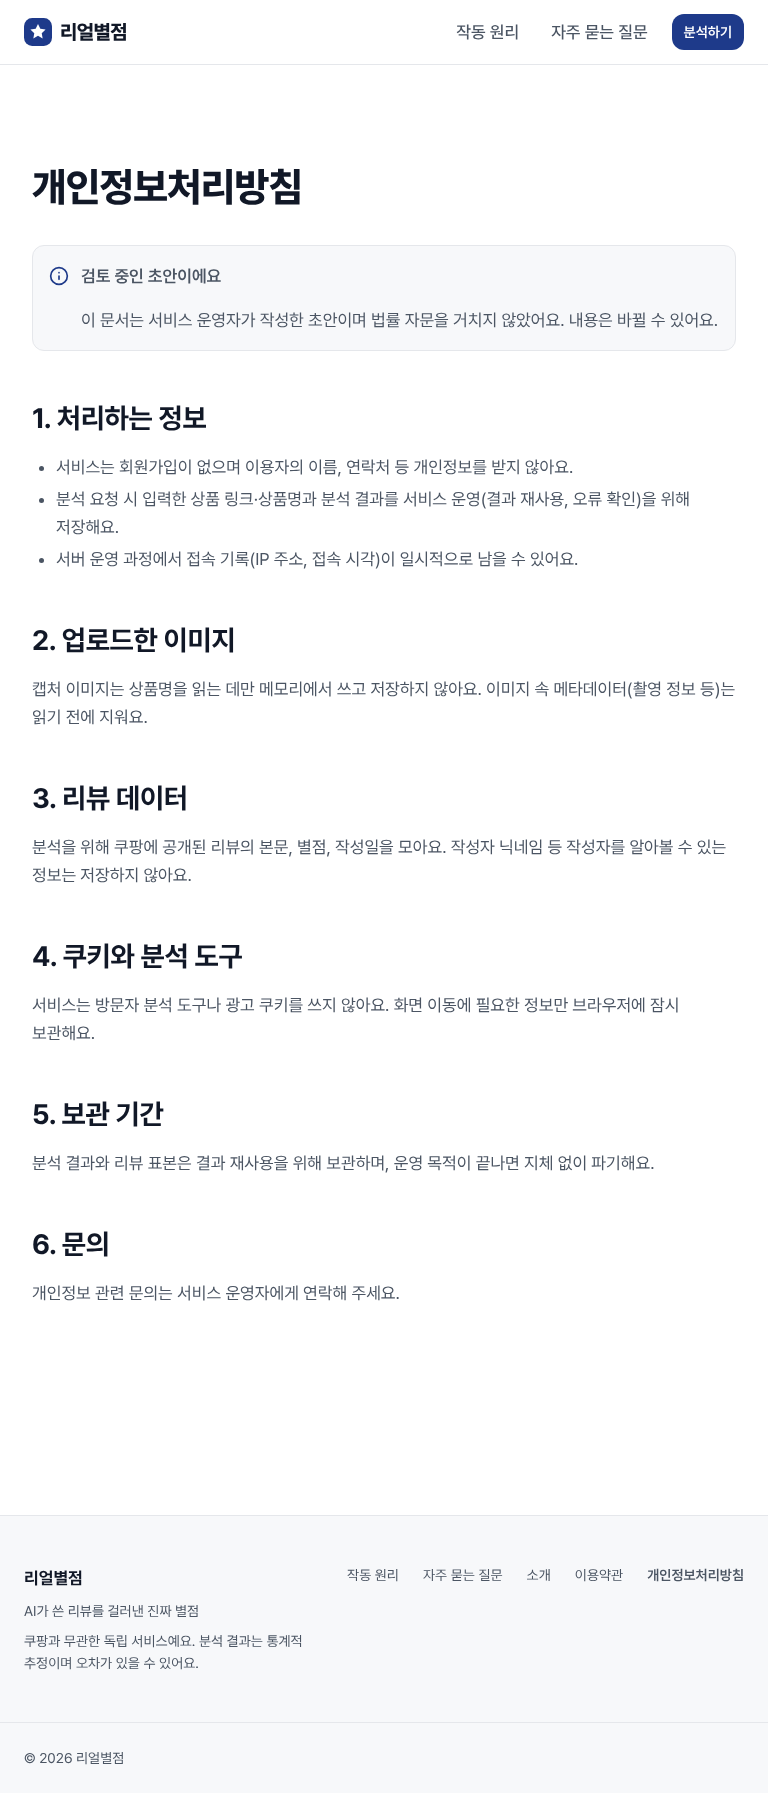 리얼별점
작동 원리
자주 묻는 질문
분석하기
개인정보처리방침
검토 중인 초안이에요
이 문서는 서비스 운영자가 작성한 초안이며 법률 자문을 거치지 않았어요. 내용은 바뀔 수 있어요.
1. 처리하는 정보
• 서비스는 회원가입이 없으며 이용자의 이름, 연락처 등 개인정보를 받지 않아요.
• 분석 요청 시 입력한 상품 링크·상품명과 분석 결과를 서비스 운영(결과 재사용, 오류 확인)을 위해
저장해요.
• 서버 운영 과정에서 접속 기록(IP 주소, 접속 시각)이 일시적으로 남을 수 있어요.
2. 업로드한 이미지
캡처 이미지는 상품명을 읽는 데만 메모리에서 쓰고 저장하지 않아요. 이미지 속 메타데이터(촬영 정보 등)는
읽기 전에 지워요.
3. 리뷰 데이터
분석을 위해 쿠팡에 공개된 리뷰의 본문, 별점, 작성일을 모아요. 작성자 닉네임 등 작성자를 알아볼 수 있는
정보는 저장하지 않아요.
4. 쿠키와 분석 도구
서비스는 방문자 분석 도구나 광고 쿠키를 쓰지 않아요. 화면 이동에 필요한 정보만 브라우저에 잠시
보관해요.
5. 보관 기간
분석 결과와 리뷰 표본은 결과 재사용을 위해 보관하며, 운영 목적이 끝나면 지체 없이 파기해요.
6. 문의
개인정보 관련 문의는 서비스 운영자에게 연락해 주세요.
리얼별점
AI가 쓴 리뷰를 걸러낸 진짜 별점
쿠팡과 무관한 독립 서비스예요. 분석 결과는 통계적
추정이며 오차가 있을 수 있어요.
작동 원리
자주 묻는 질문
소개
이용약관
개인정보처리방침
© 2026 리얼별점